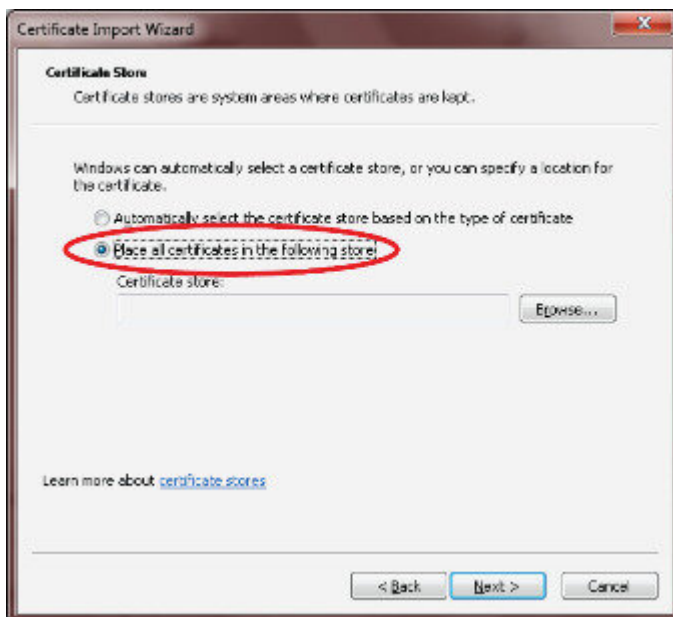 Certificate Import Wizard
Certificate Store
Certificate stores are system areas where certificates are kept.
Windows can automatically select a certificate store, or you can specify a location for
the certificate.
Automatically select the certificate store based on the type of certificate
Place all certificates in the following store
Certificate store:
Browse...
Learn more about certificate stores
< Back
Next >
Cancel